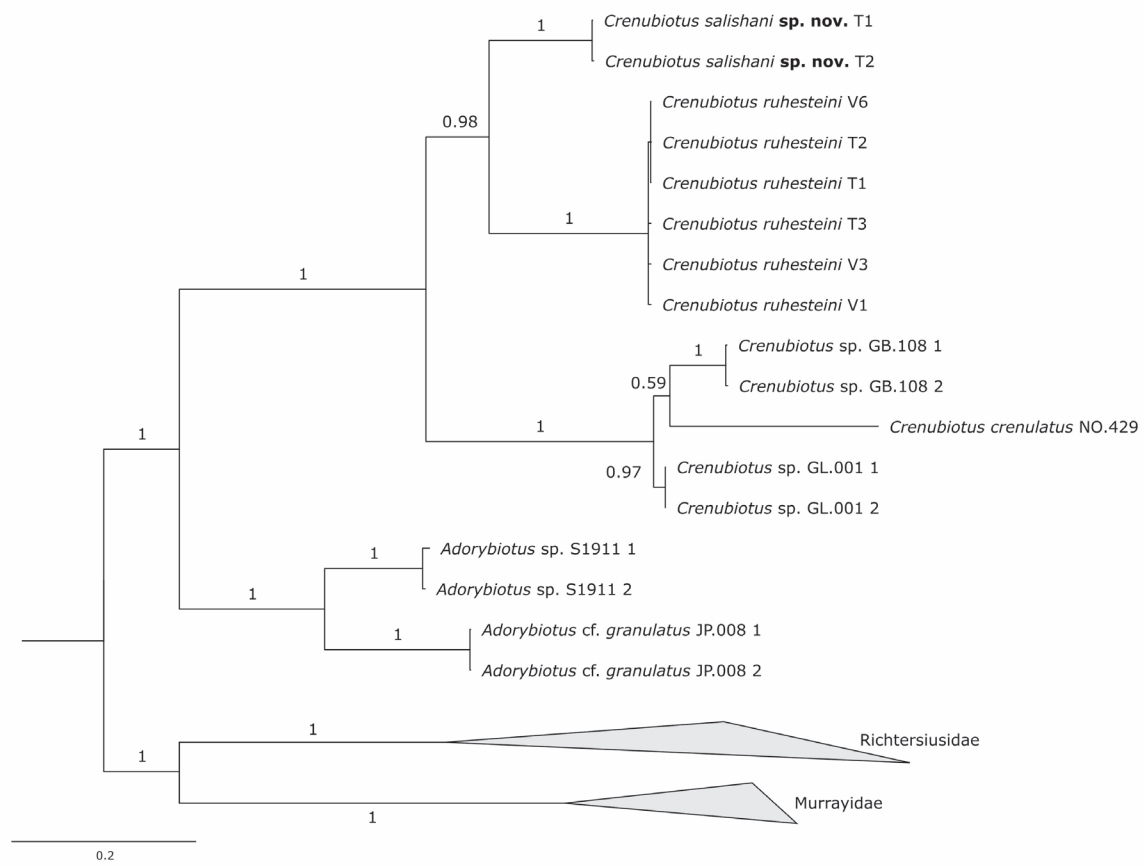 1
Crenubiotus salishani sp. nov. T1
Crenubiotus salishani sp. nov. T2
0.98
Crenubiotus ruhesteini V6
Crenubiotus ruhesteini T2
Crenubiotus ruhesteini T1
1
Crenubiotus ruhesteini T3
Crenubiotus ruhesteini V3
1
Crenubiotus ruhesteini V1
1
Crenubiotus sp. GB.108 1
0.59
Crenubiotus sp. GB.108 2
1
1
Crenubiotus crenulatus NO.429
0.97
Crenubiotus sp. GL.001 1
Crenubiotus sp. GL.001 2
1
Adorybiotus sp. S1911 1
1
Adorybiotus sp. S1911 2
1
Adorybiotus cf. granulatus JP.008 1
Adorybiotus cf. granulatus JP.008 2
1
Richtersiusidae
1
Murrayidae
1
0.2